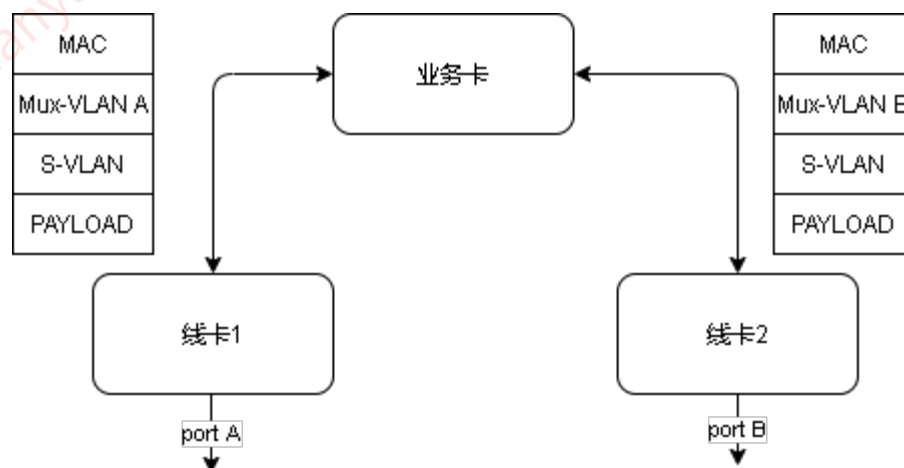 MAC
Mux-VLAN A
S-VLAN
PAYLOAD
业务卡
MAC
Mux-VLAN B
S-VLAN
PAYLOAD
线卡1
线卡2
port A
port B